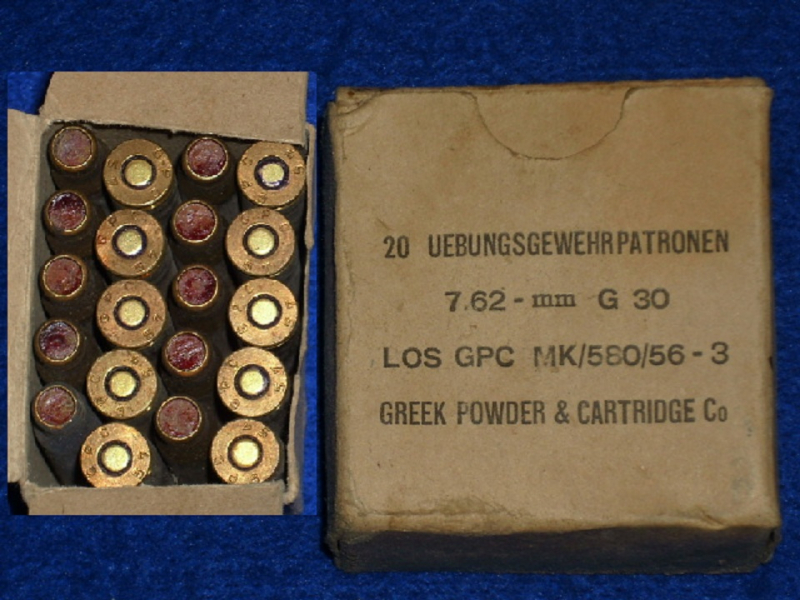 20 UEBUNGSGEWEHRPATRONEN
7.62-mm G 30
LOS GPC MK/580/56-3
GREEK POWDER & CARTRIDGE Co